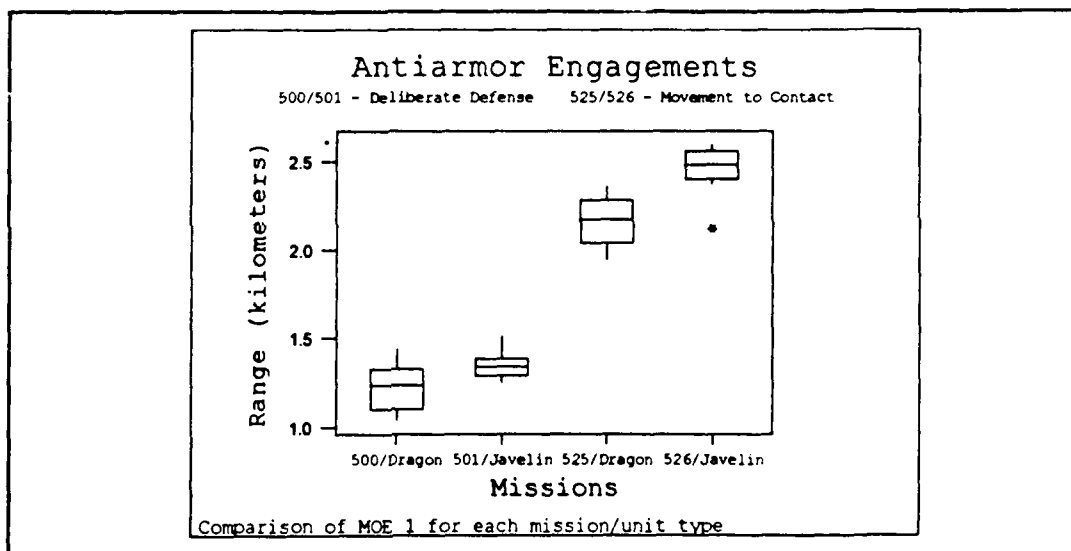 Antiarmor Engagements
500/501 - Deliberate Defense 525/526 - Movement to Contact
Range (kilometers)
2.5
2.0
1.5
1.0
500/Dragon 501/Javelin 525/Dragon 526/Javelin
Missions
Comparison of MOE 1 for each mission/unit type